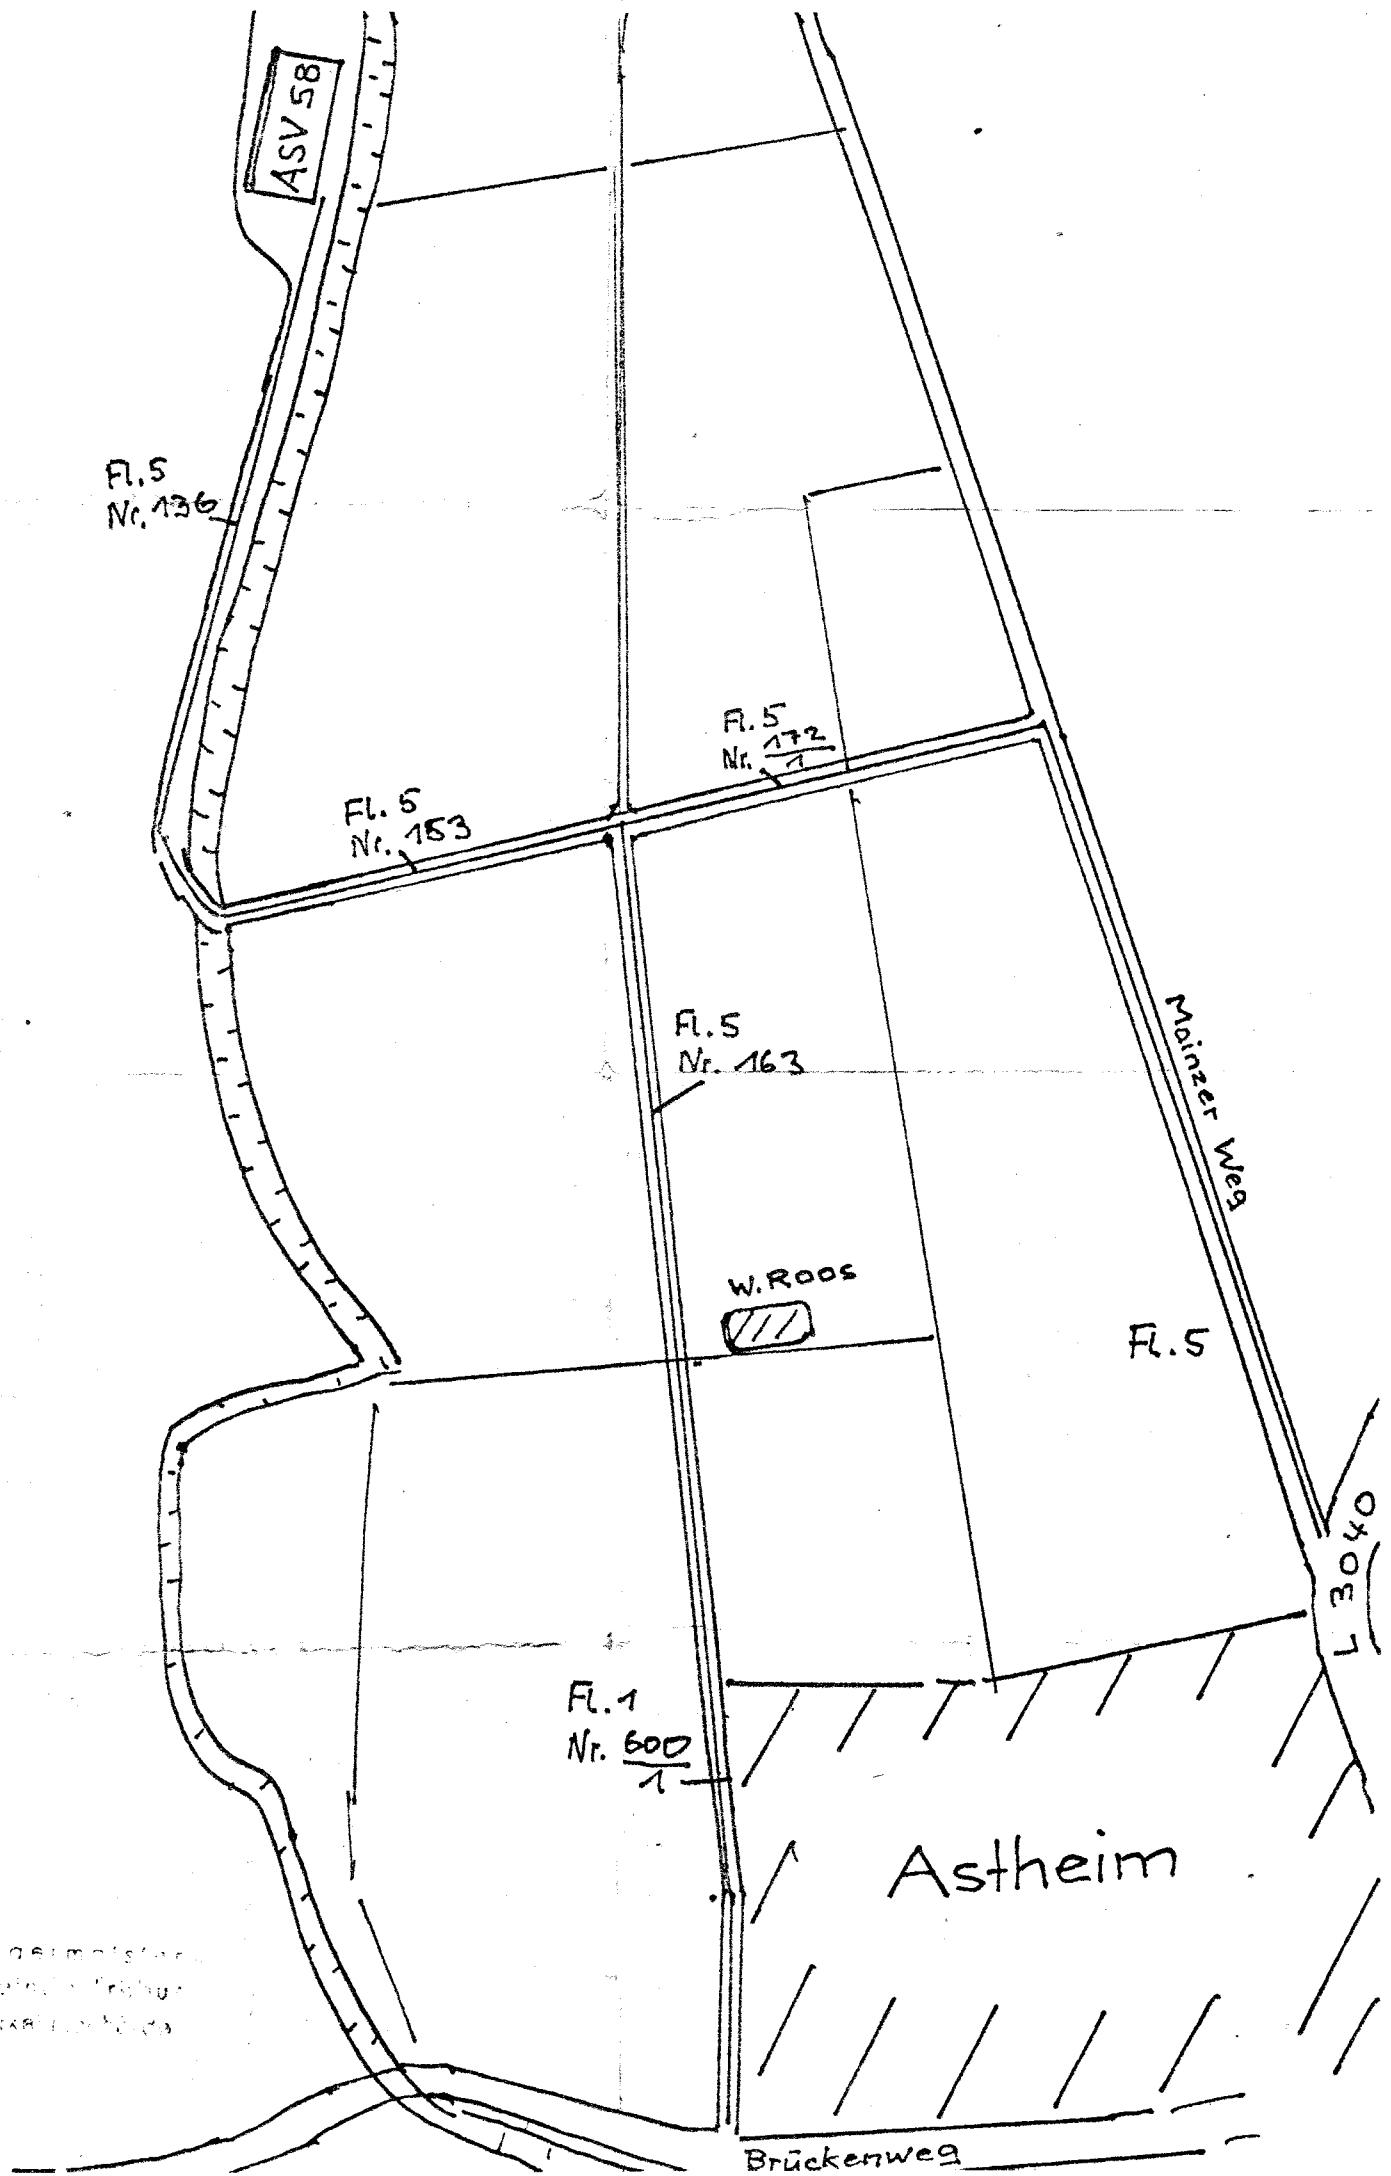 ASV 58
Fl. 5
Nr. 136
Fl. 5
Nr. 172/1
Fl. 5
Nr. 153
Fl. 5
Nr. 163
Mainzer Weg
W. Roos
Fl. 5
L 3040
Fl. 1
Nr. 600/1
Astheim
Brückenweg